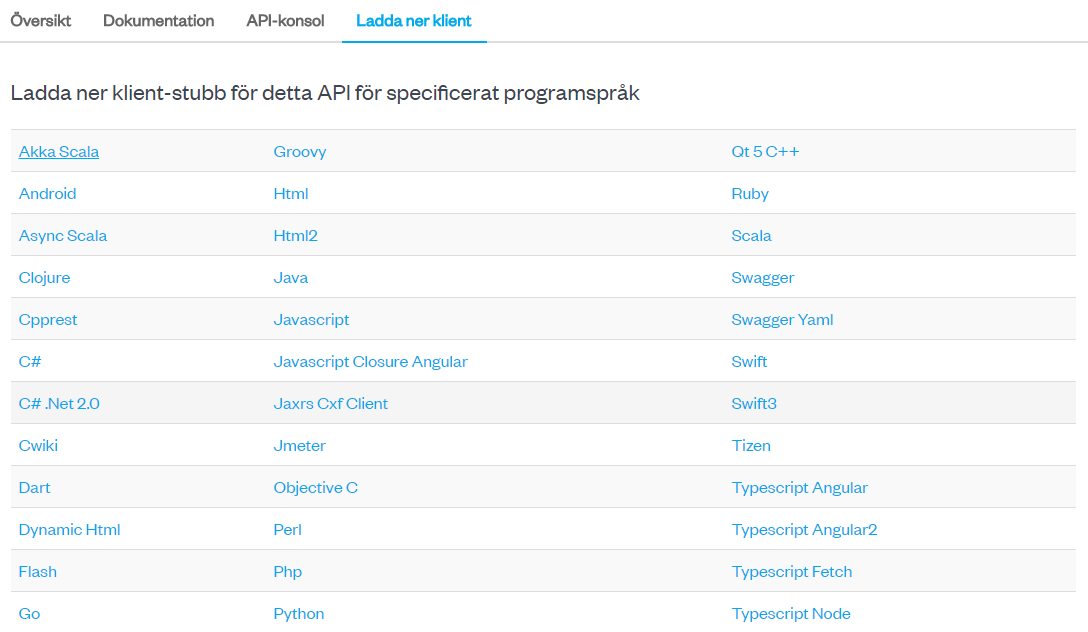 Översikt Dokumentation API-konsol Ladda ner klient
Ladda ner klient-stubb för detta API för specificerat programspråk
Akka Scala Groovy Qt 5 C++
Android Html Ruby
Async Scala Html2 Scala
Clojure Java Swagger
Cpprest Javascript Swagger Yaml
C# Javascript Closure Angular Swift
C# .Net 2.0 Jaxrs Cxf Client Swift3
Cwiki Jmeter Tizen
Dart Objective C Typescript Angular
Dynamic Html Perl Typescript Angular2
Flash Php Typescript Fetch
Go Python Typescript Node